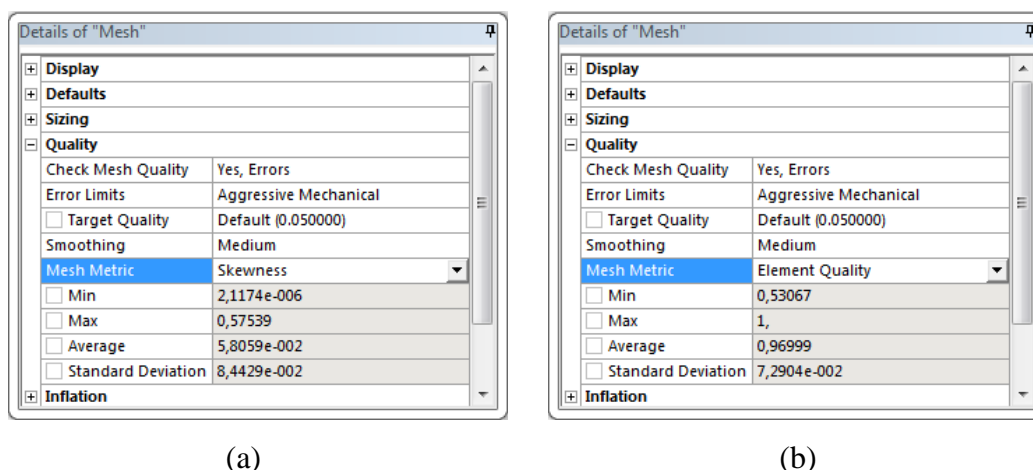 Details of "Mesh"
Display
Defaults
Sizing
Quality
Check Mesh Quality Yes, Errors
Error Limits Aggressive Mechanical
Target Quality Default (0.050000)
Smoothing Medium
Mesh Metric Skewness
Min 2,1174e-006
Max 0,57539
Average 5,8059e-002
Standard Deviation 8,4429e-002
Inflation
(a)
Details of "Mesh"
Display
Defaults
Sizing
Quality
Check Mesh Quality Yes, Errors
Error Limits Aggressive Mechanical
Target Quality Default (0.050000)
Smoothing Medium
Mesh Metric Element Quality
Min 0,53067
Max 1,
Average 0,96999
Standard Deviation 7,2904e-002
Inflation
(b)